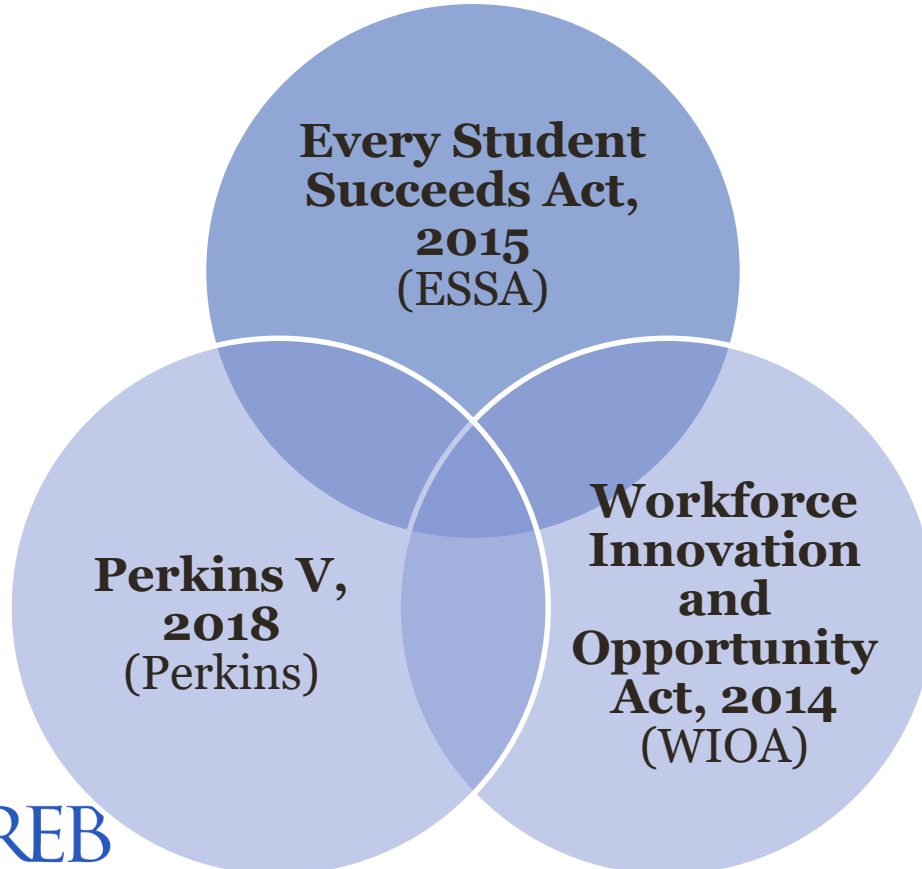 Every Student
Succeeds Act,
2015
(ESSA)
Perkins V,
2018
(Perkins)
Workforce
Innovation
and
Opportunity
Act, 2014
(WIOA)
REB